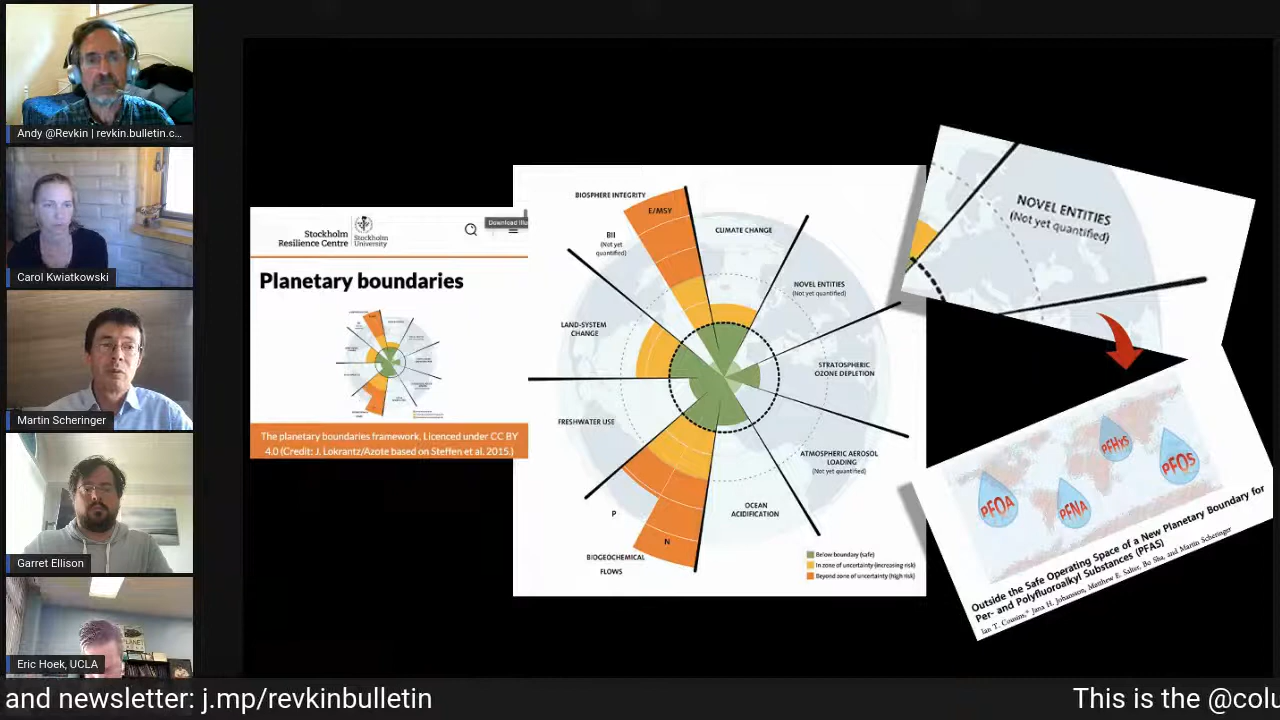 Andy @Revkin | revkin.bulletin.c...
Carol Kwiatkowski
Martin Scheringer
Garret Ellison
Eric Hoek, UCLA
Stockholm
Resilience Centre
Stockholm
University
Planetary boundaries
The planetary boundaries framework. Licenced under CC BY
4.0 (Credit: J. Lokrantz/Azote based on Steffen et al. 2015.)
BIOSPHERE INTEGRITY
E/MSY
BII
(Not yet
quantified)
CLIMATE CHANGE
NOVEL ENTITIES
(Not yet quantified)
LAND-SYSTEM
CHANGE
STRATOSPHERIC
OZONE DEPLETION
FRESHWATER USE
ATMOSPHERIC AEROSOL
LOADING
(Not yet quantified)
OCEAN
ACIDIFICATION
P
N
BIOGEOCHEMICAL
FLOWS
Below boundary (safe)
In zone of uncertainty (increasing risk)
Beyond zone of uncertainty (high risk)
NOVEL ENTITIES
(Not yet quantified)
PFOA
PFNA
PFHxS
PFOS
Outside the Safe Operating Space of a New Planetary Boundary for
Per- and Polyfluoroalkyl Substances (PFAS)
Ian T. Cousins,* Jana H. Johansson, Matthew E. Salter, Bo Sha, and Martin Scheringer
and newsletter: j.mp/revkinbulletin
This is the @colu